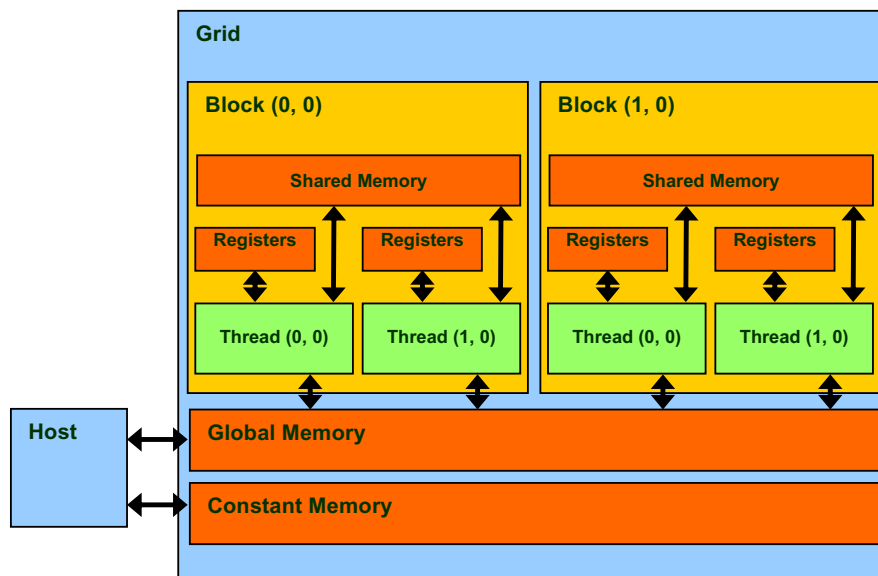 Grid
Block (0, 0)
Block (1, 0)
Shared Memory
Shared Memory
Registers
Registers
Registers
Registers
Thread (0, 0)
Thread (1, 0)
Thread (0, 0)
Thread (1, 0)
Host
Global Memory
Constant Memory